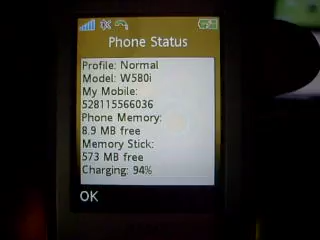 Phone Status
Profile: Normal
Model: W580i
My Mobile:
528115566036
Phone Memory:
8.9 MB free
Memory Stick:
573 MB free
Charging: 94%
OK